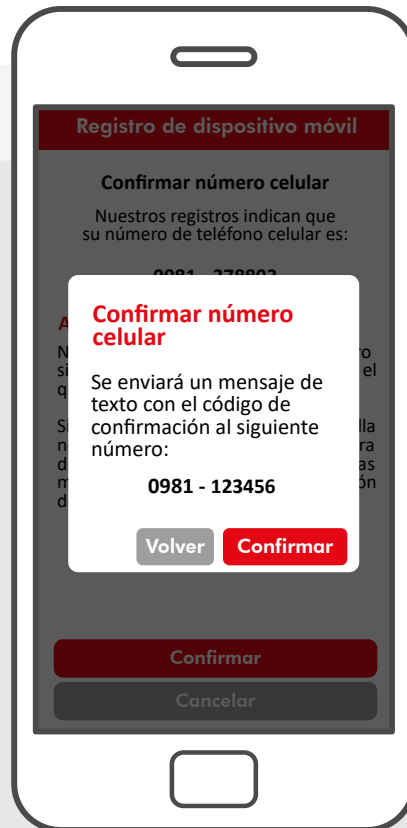 Registro de dispositivo móvil
Confirmar número celular
Nuestros registros indican que
su número de teléfono celular es:
Confirmar número
celular
Se enviará un mensaje de
texto con el código de
confirmación al siguiente
número:
0981 - 123456
Volver Confirmar
Confirmar
Cancelar